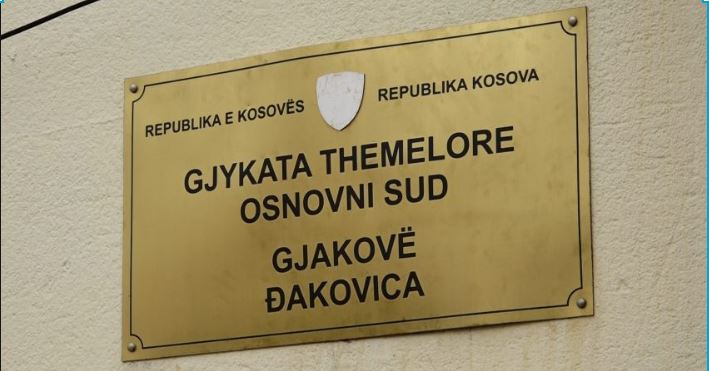 REPUBLIKA E KOSOVËS REPUBLIKA KOSOVA
GJYKATA THEMELORE
OSNOVNI SUD
GJAKOVË
ĐAKOVICA